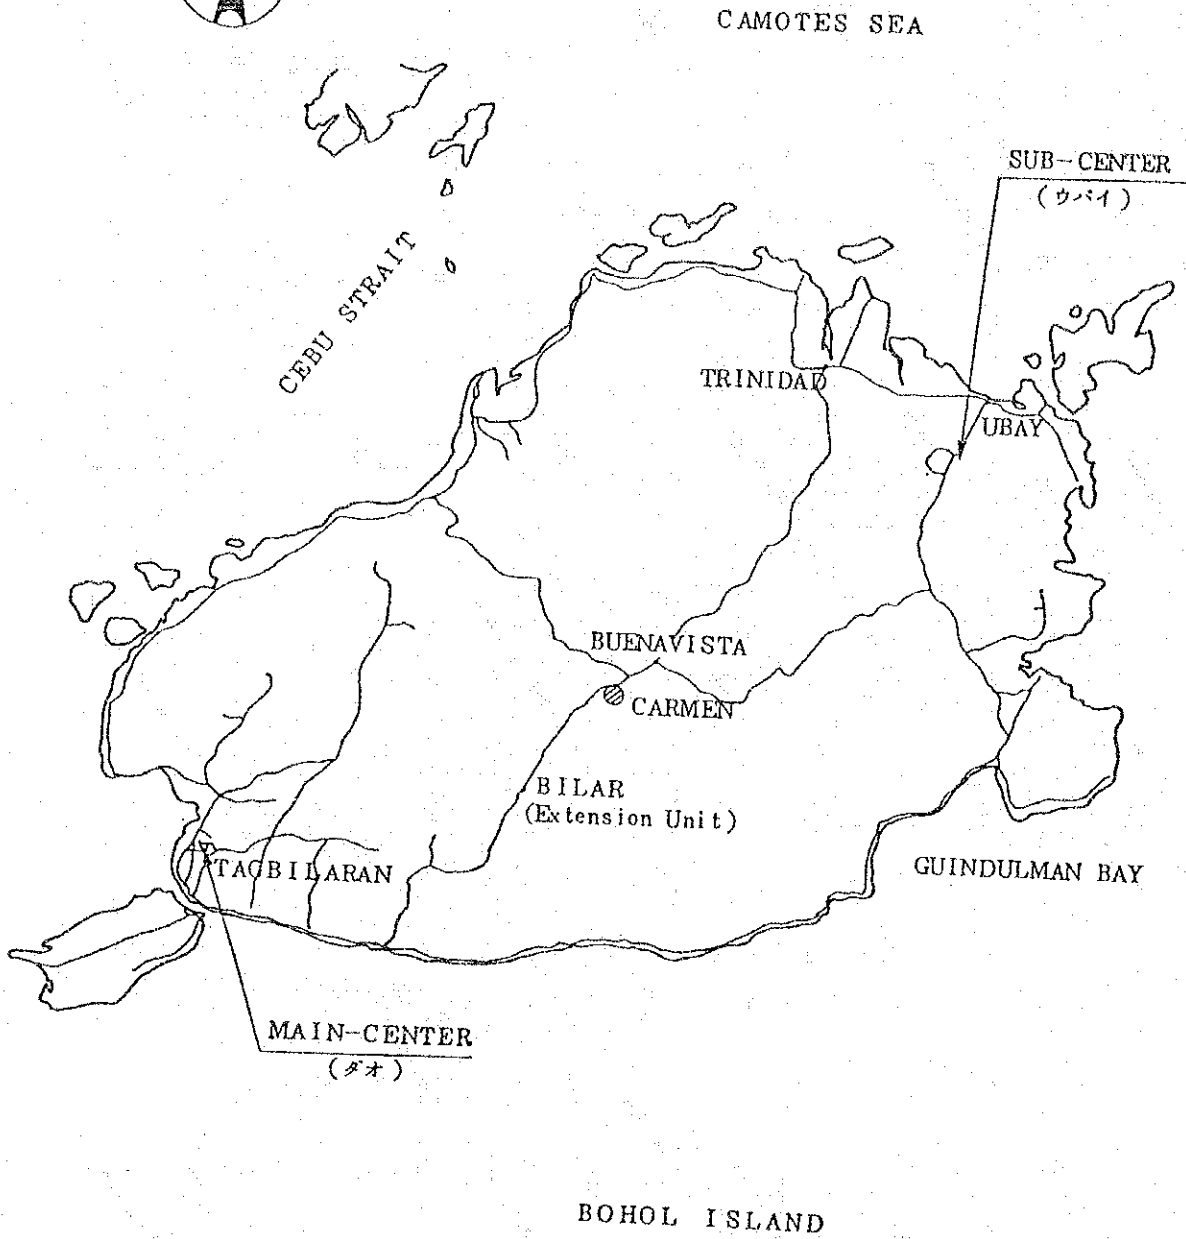 CAMOTES SEA
SUB-CENTER
(ウバイ)
CEBU STRAIT
TRINIDAD
UBAY
BUENAVISTA
CARMEN
BILAR
(Extension Unit)
TAGBILARAN
GUINDULMAN BAY
MAIN-CENTER
(ダオ)
BOHOL ISLAND